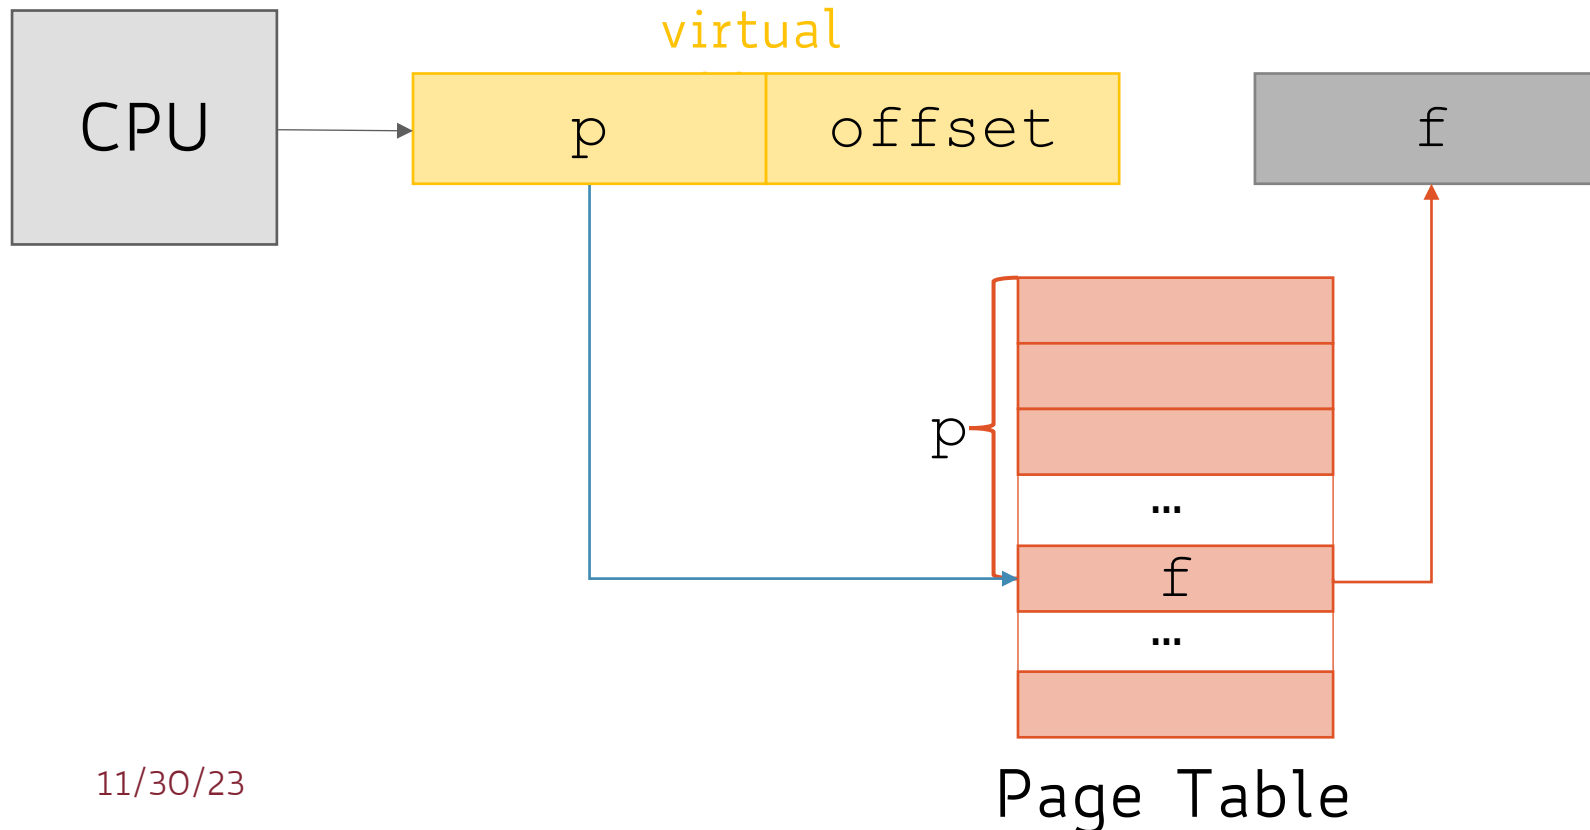 virtual
CPU
p
offset
f
p
...
f
...
11/30/23
Page Table